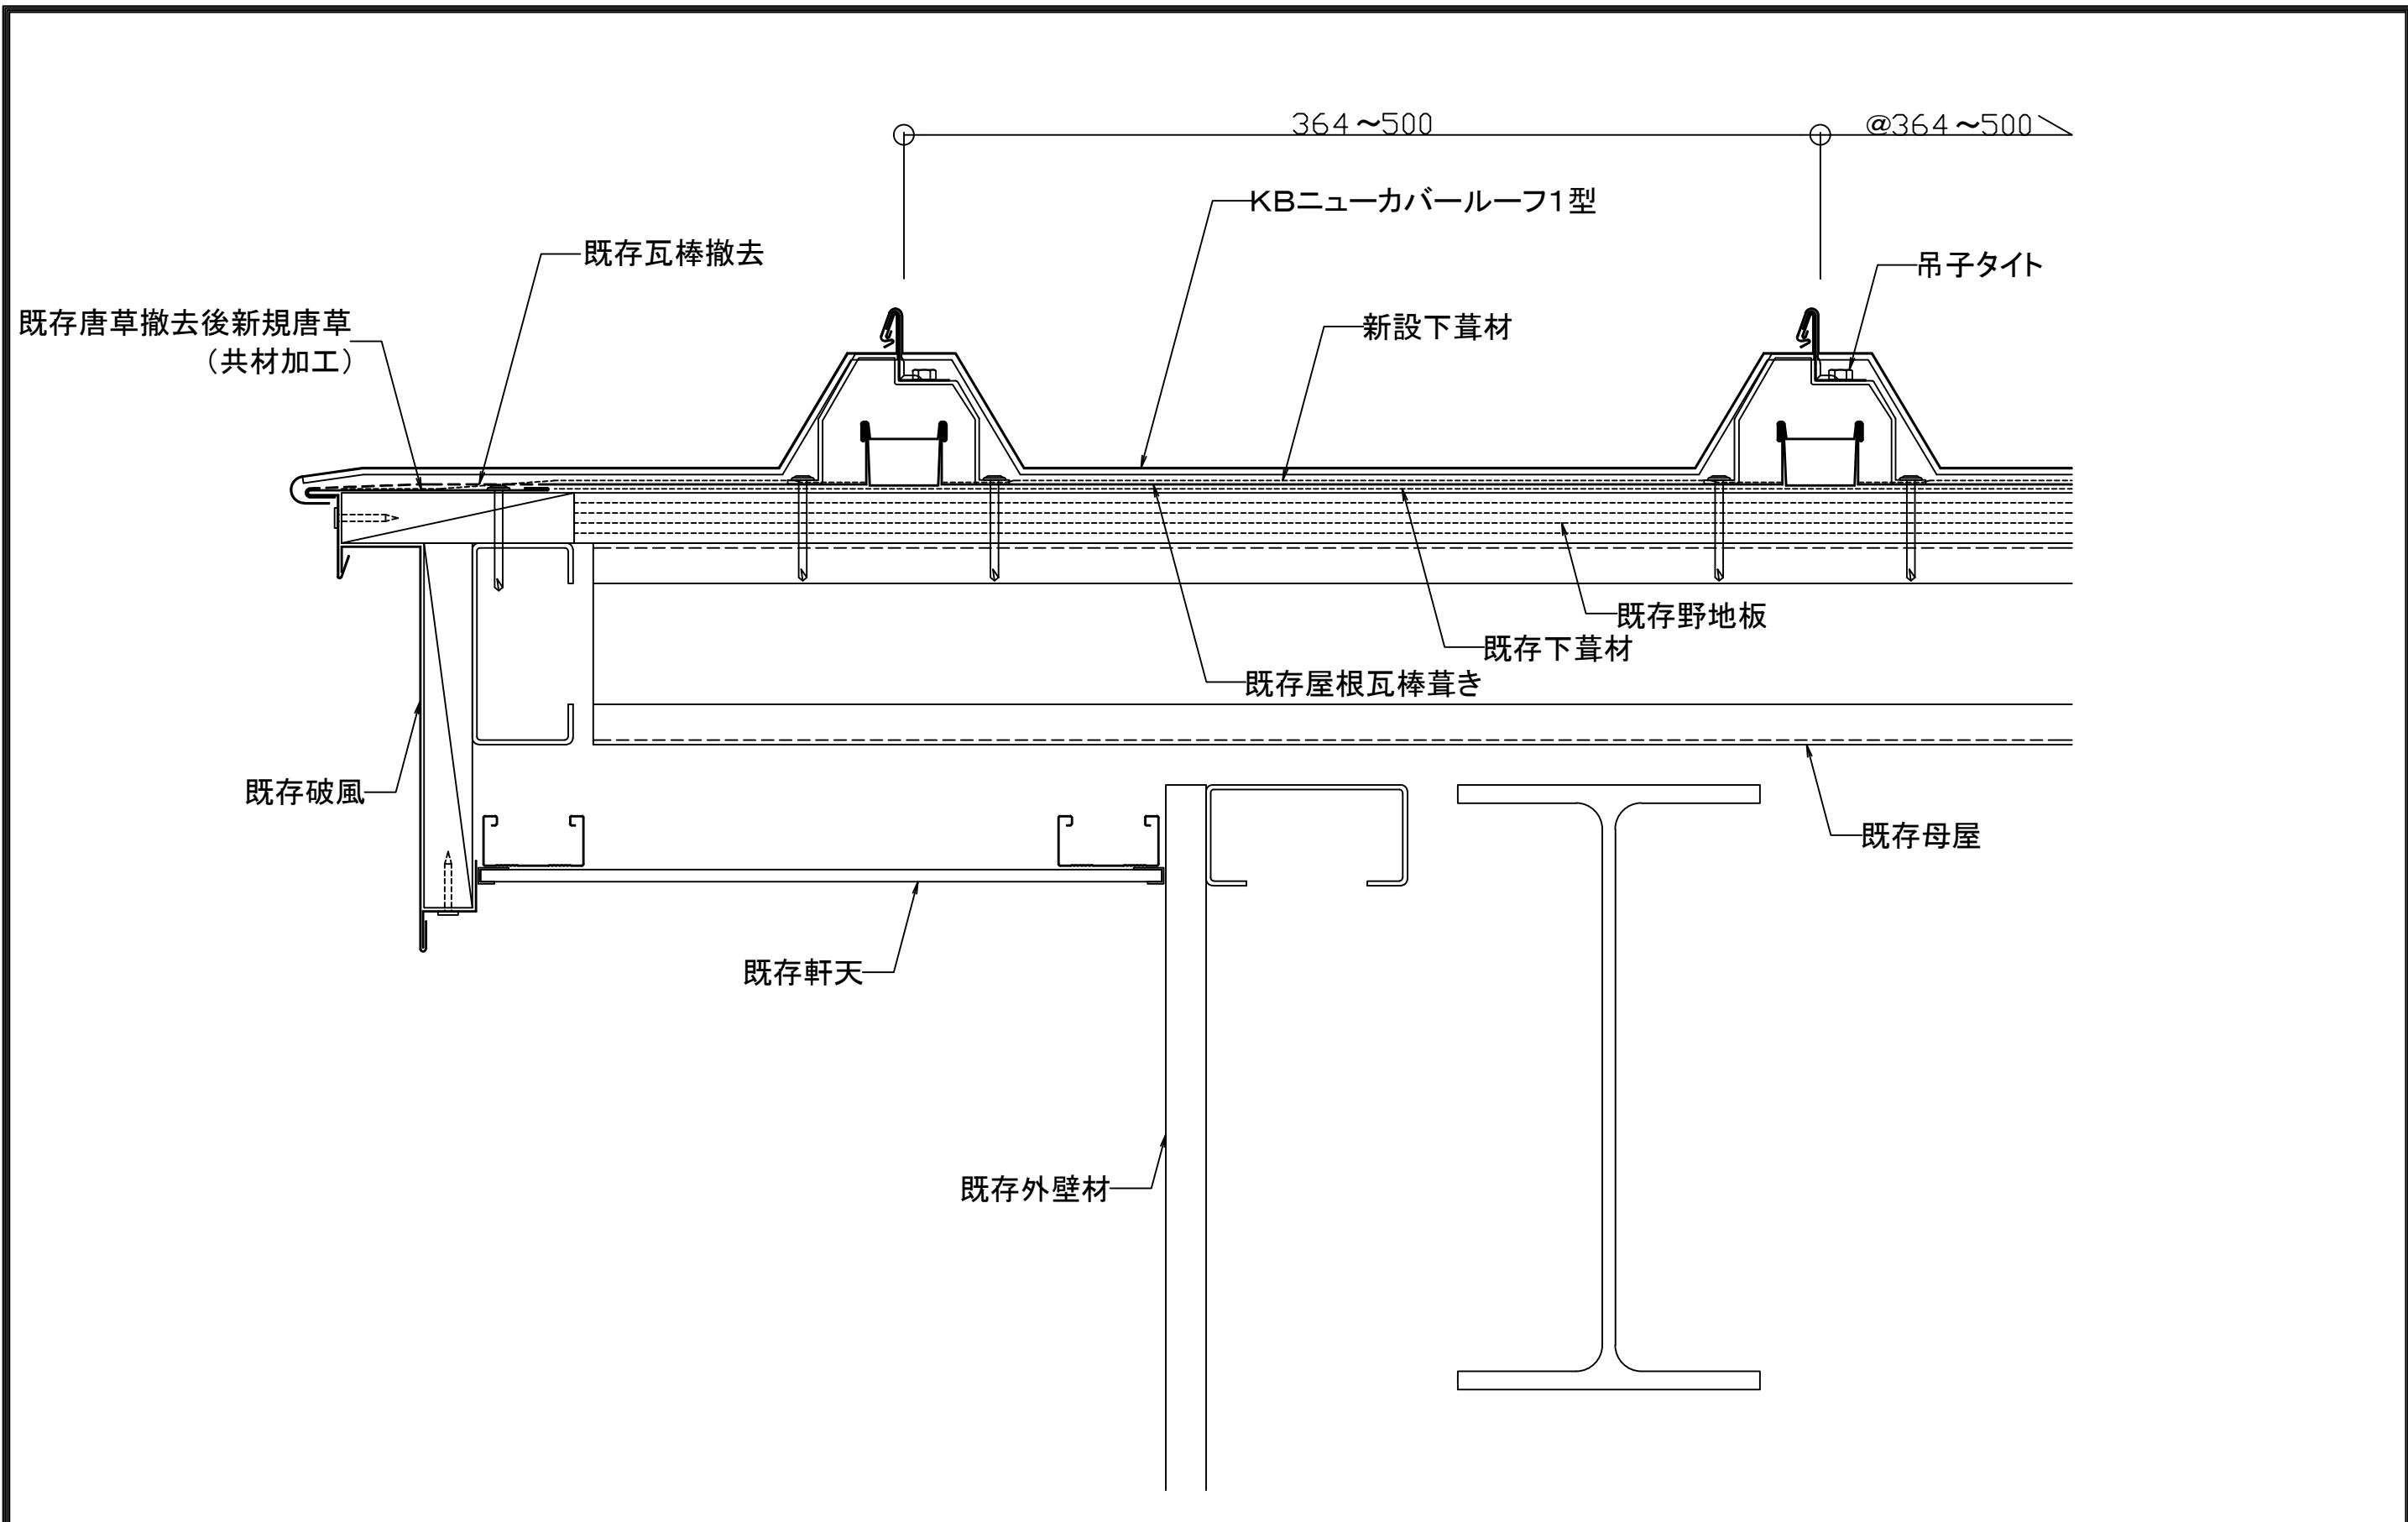 364～500
@364～500
KBニューカバールーフ1型
既存瓦棒撤去
吊子タイト
既存唐草撤去後新規唐草
（共材加工）
新設下葺材
既存野地板
既存下葺材
既存屋根瓦棒葺き
既存破風
既存母屋
既存軒天
既存外壁材